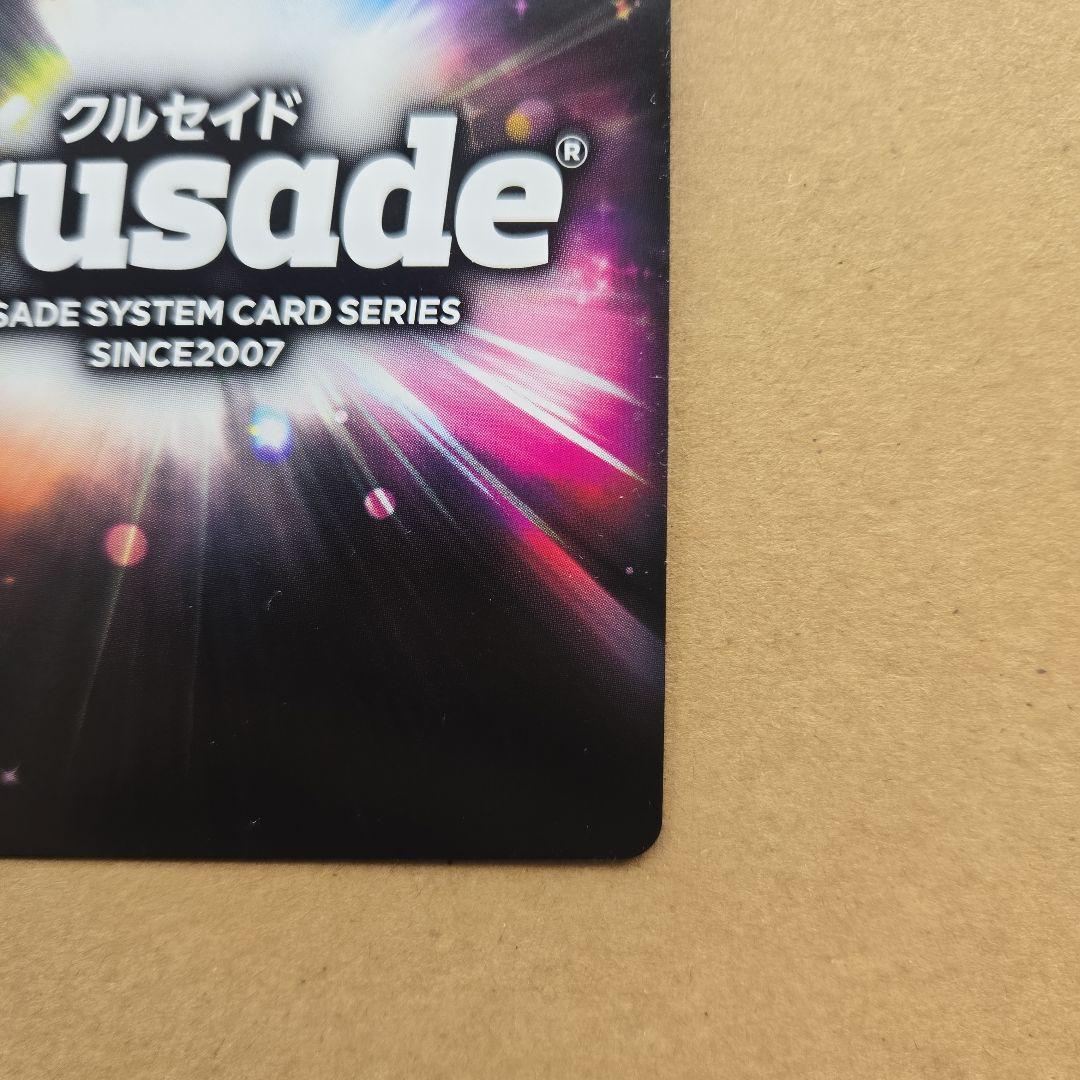 クルセイド
rusade®
SADE SYSTEM CARD SERIES
SINCE2007